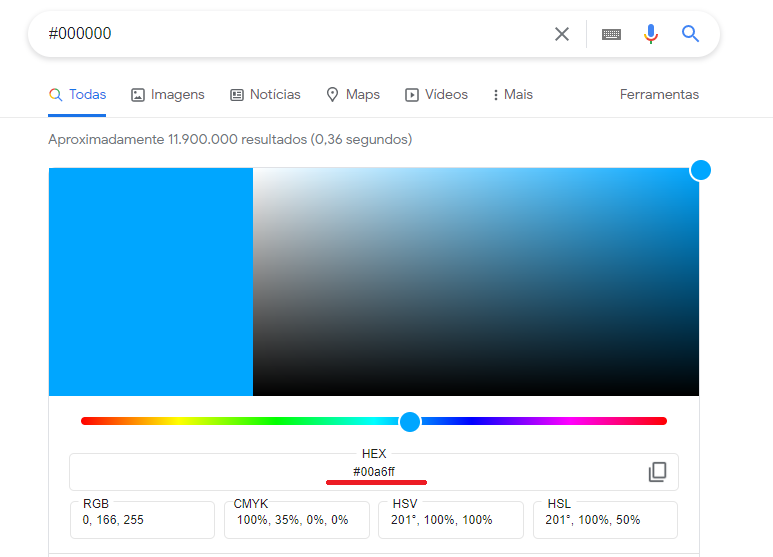 #000000
Todas Imagens Notícias Maps Vídeos Mais Ferramentas
Aproximadamente 11.900.000 resultados (0,36 segundos)
HEX
#00a6ff
RGB CMYK HSV HSL
0, 166, 255 100%, 35%, 0%, 0% 201°, 100%, 100% 201°, 100%, 50%